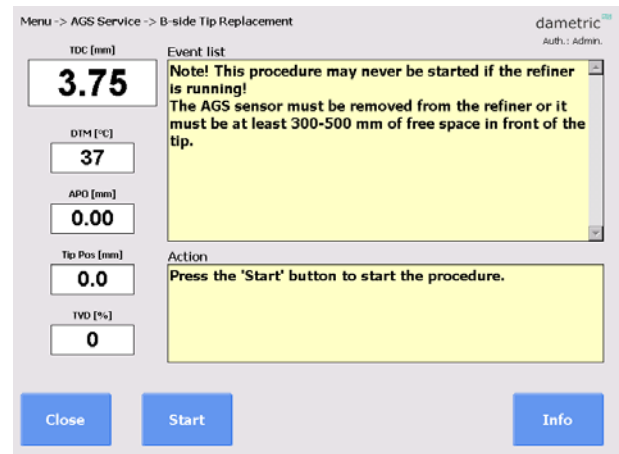 Menu -> AGS Service -> B-side Tip Replacement
dametric
Auth.: Admin.
TDC [mm]
3.75
Event list
Note! This procedure may never be started if the refiner
is running!
The AGS sensor must be removed from the refiner or it
must be at least 300-500 mm of free space in front of the
tip.
DTM [°C]
37
APO [mm]
0.00
Tip Pos [mm]
0.0
Action
Press the 'Start' button to start the procedure.
TVD [%]
0
Close
Start
Info